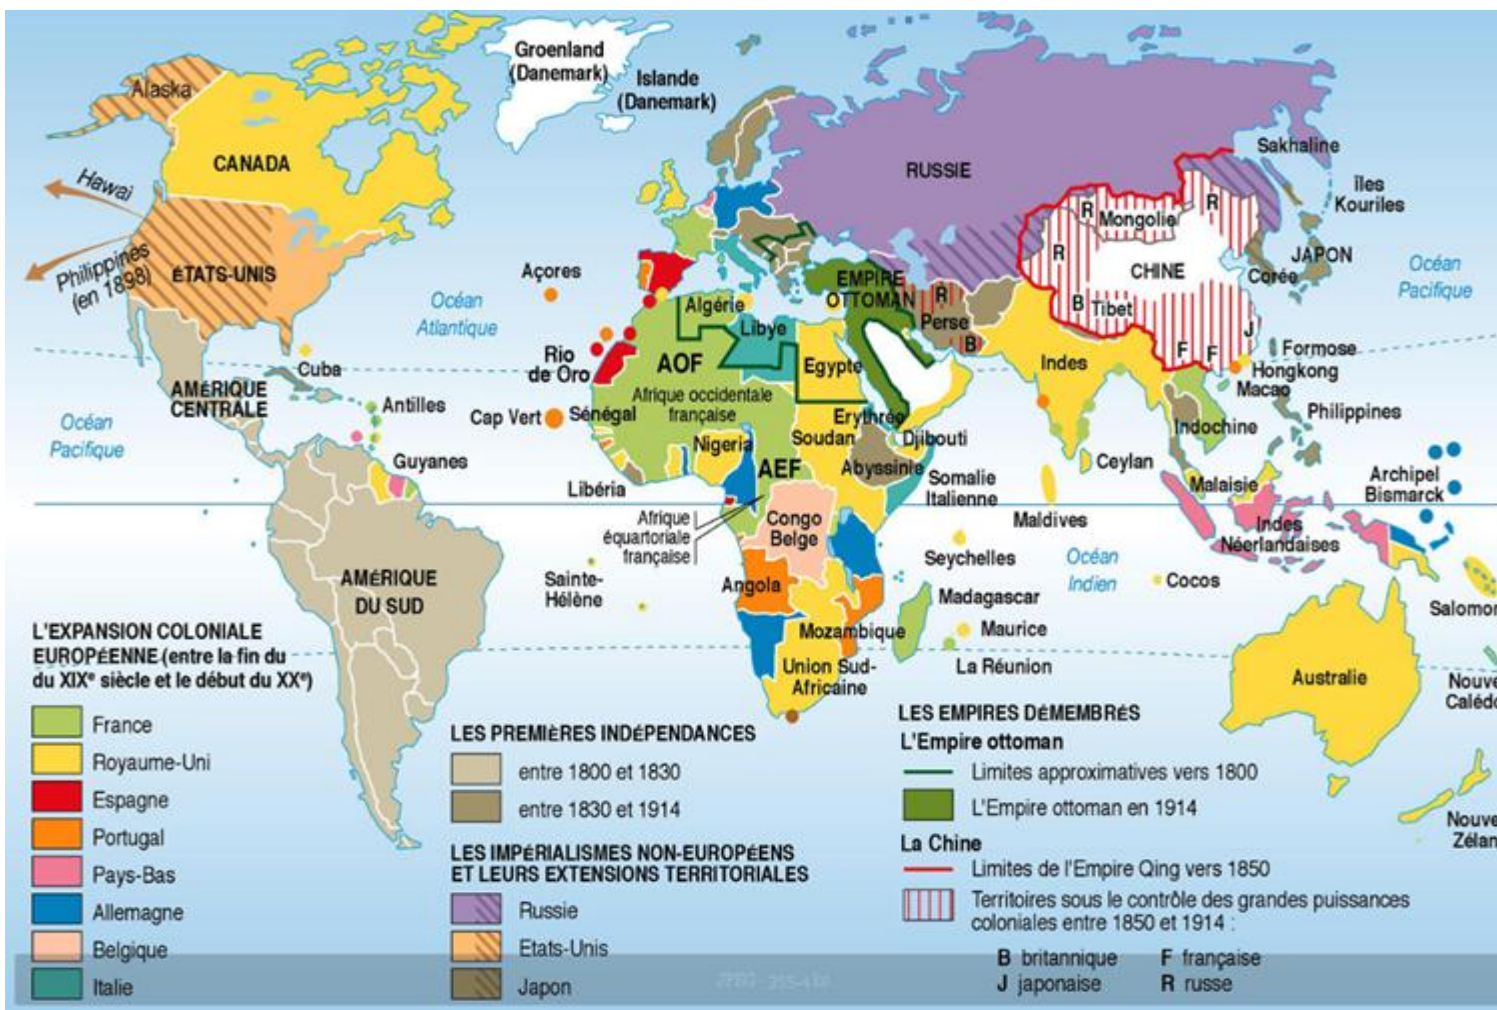 Groenland
(Danemark)
Islande
(Danemark)
Alaska
CANADA
RUSSIE
Sakhaline
îles
Kouriles
Hawai
Philippines
(en 1898)
ÉTATS-UNIS
Açores
Océan
Atlantique
EMPIRE
OTTOMAN
R
Perse
B
R
R
Mongolie
R
CHINE
B
Tibet
J
F
F
Corée
JAPON
Océan
Pacifique
Algérie
Libye
Egypte
Rio
de Oro
AOF
Afrique occidentale
française
Cuba
AMÉRIQUE
CENTRALE
Antilles
Cap Vert
Sénégal
Indes
Formose
Hongkong
Macao
Philippines
Océan
Pacifique
Guyanes
Nigeria
Soudan
Erythrée
Djibouti
AEF
Abyssinie
Somalie
Italienne
Indochine
Ceylan
Malaisie
Archipel
Bismarck
Libéria
Afrique
équartoriale
française
Congo
Belge
Maldives
Indes
Néerlandaises
Seychelles
Océan
Indien
Cocos
AMÉRIQUE
DU SUD
Sainte-
Hélène
Angola
Madagascar
Salomon
Mozambique
Maurice
La Réunion
Union Sud-
Africaine
Australie
Nouve
Calédo
Nouve
Zélan
L'EXPANSION COLONIALE
EUROPÉENNE (entre la fin du
du XIXe siècle et le début du XXe)
France
Royaume-Uni
Espagne
Portugal
Pays-Bas
Allemagne
Belgique
Italie
LES PREMIÈRES INDÉPENDANCES
entre 1800 et 1830
entre 1830 et 1914
LES IMPÉRIALISMES NON-EUROPÉENS
ET LEURS EXTENSIONS TERRITORIALES
Russie
Etats-Unis
Japon
LES EMPIRES DÉMEMBRÉS
L'Empire ottoman
Limites approximatives vers 1800
L'Empire ottoman en 1914
La Chine
Limites de l'Empire Qing vers 1850
Territoires sous le contrôle des grandes puissances
coloniales entre 1850 et 1914 :
B britannique F française
J japonaise R russe